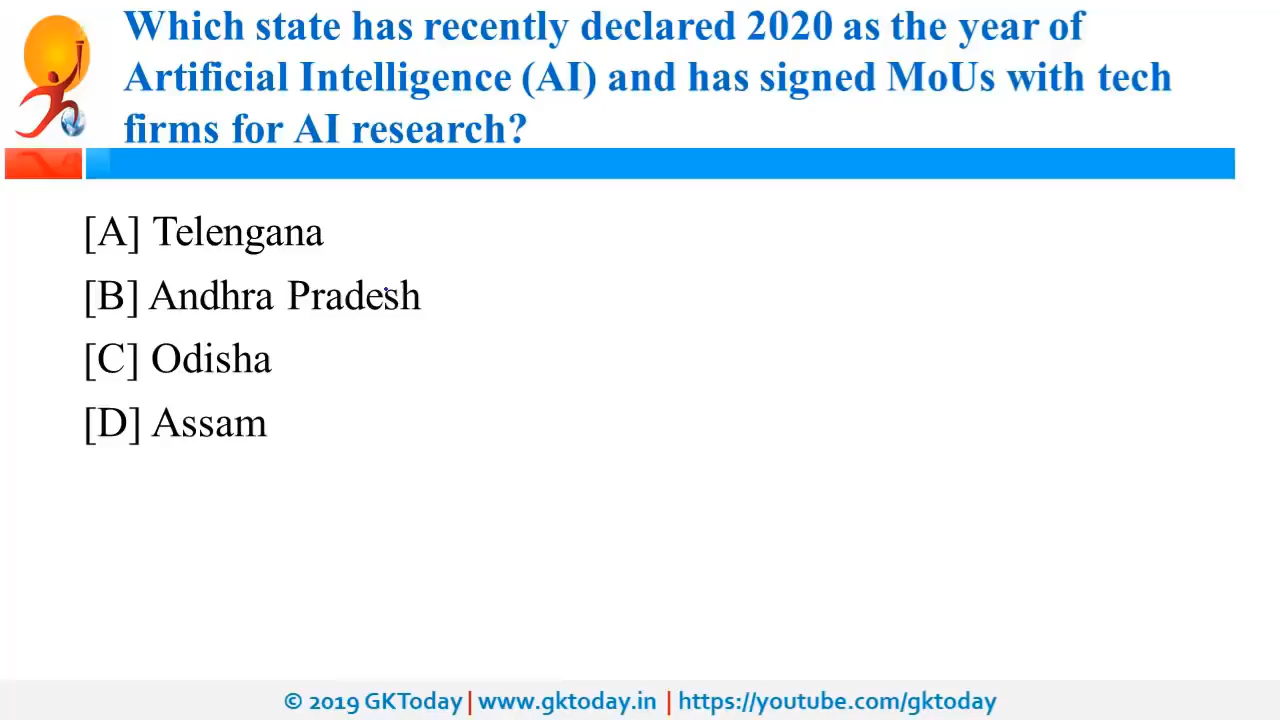 Which state has recently declared 2020 as the year of
Artificial Intelligence (AI) and has signed MoUs with tech
firms for AI research?
[A] Telengana
[B] Andhra Pradesh
[C] Odisha
[D] Assam
© 2019 GKToday | www.gktoday.in | https://youtube.com/gktoday